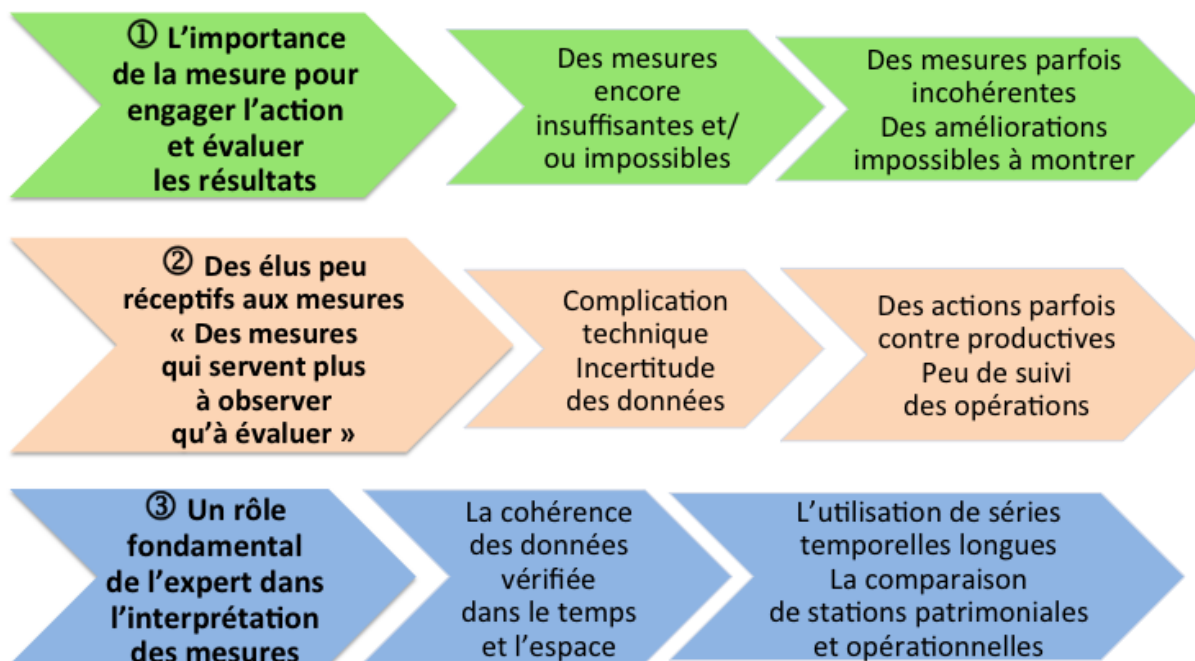 ① L’importance
de la mesure pour
engager l’action
et évaluer
les résultats
Des mesures
encore
insuffisantes et/
ou impossibles
Des mesures parfois
incohérentes
Des améliorations
impossibles à montrer
② Des élus peu
réceptifs aux mesures
« Des mesures
qui servent plus
à observer
qu’à évaluer »
Complication
technique
Incertitude
des données
Des actions parfois
contre productives
Peu de suivi
des opérations
③ Un rôle
fondamental
de l’expert dans
l’interprétation
des mesures
La cohérence
des données
vérifiée
dans le temps
et l’espace
L’utilisation de séries
temporelles longues
La comparaison
de stations patrimoniales
et opérationnelles